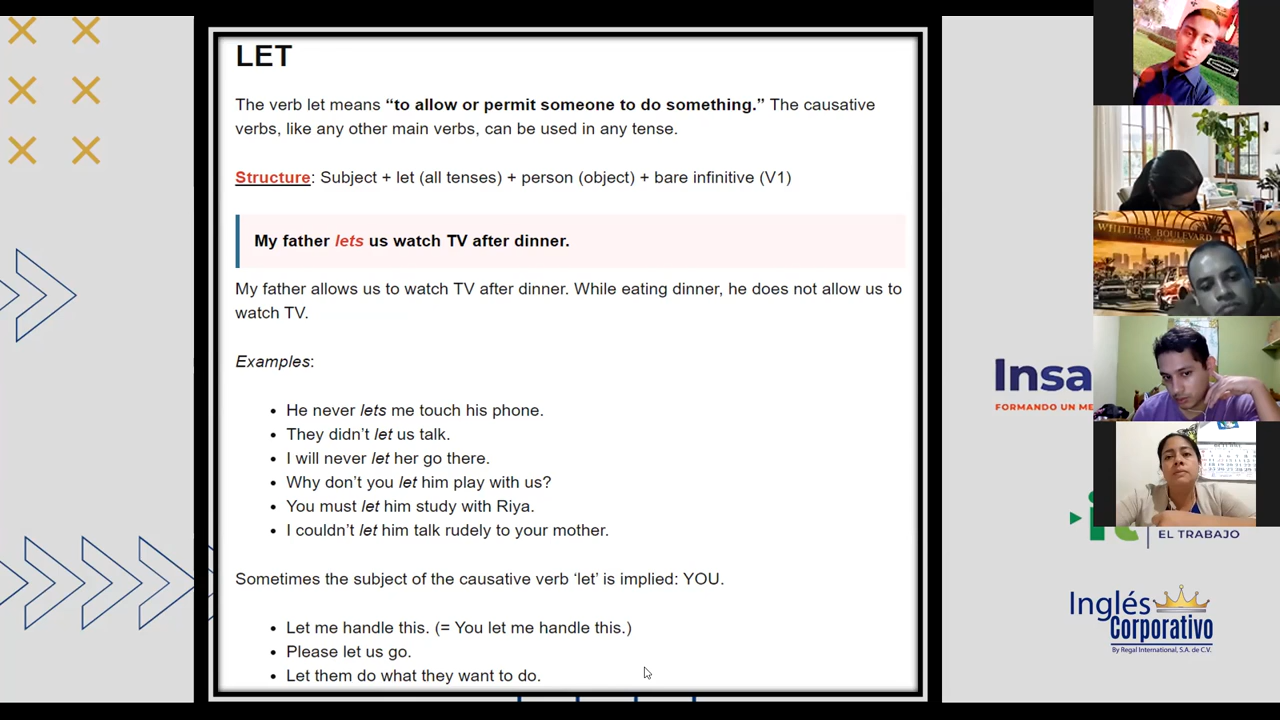 LET
The verb let means “to allow or permit someone to do something.” The causative
verbs, like any other main verbs, can be used in any tense.
Structure: Subject + let (all tenses) + person (object) + bare infinitive (V1)
My father lets us watch TV after dinner.
My father allows us to watch TV after dinner. While eating dinner, he does not allow us to
watch TV.
Examples:
• He never lets me touch his phone.
• They didn’t let us talk.
• I will never let her go there.
• Why don’t you let him play with us?
• You must let him study with Riya.
• I couldn’t let him talk rudely to your mother.
Sometimes the subject of the causative verb ‘let’ is implied: YOU.
• Let me handle this. (= You let me handle this.)
• Please let us go.
• Let them do what they want to do.
WHITTIER BOULEVARD
Insa
FORMANDO UN ME
EL TRABAJO
Inglés
Corporativo
By Regal International, S.A. de C.V.